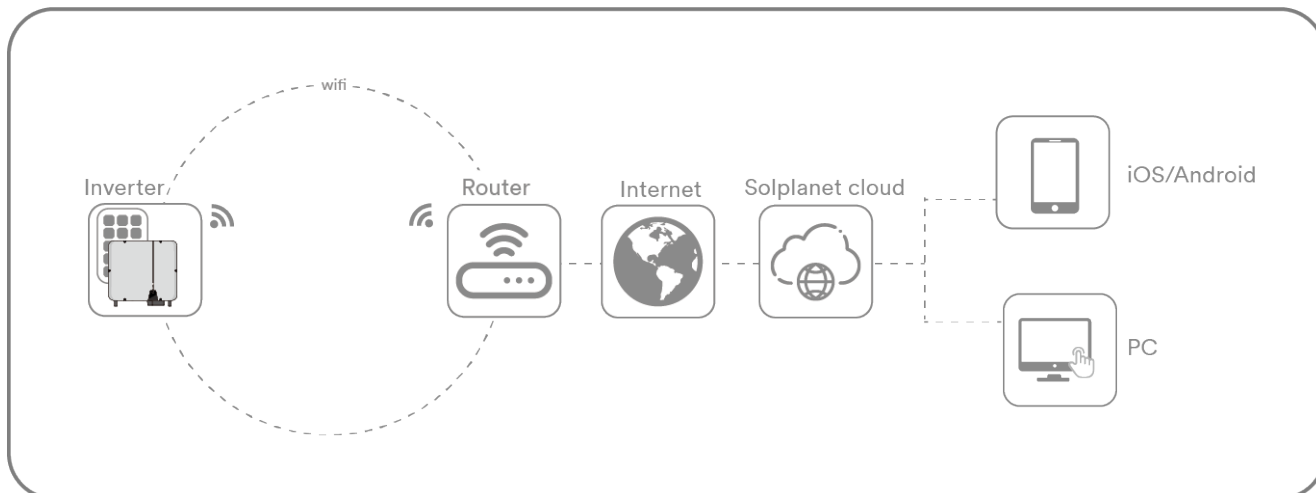 wifi
Inverter
Router
Internet
Solplanet cloud
iOS/Android
PC